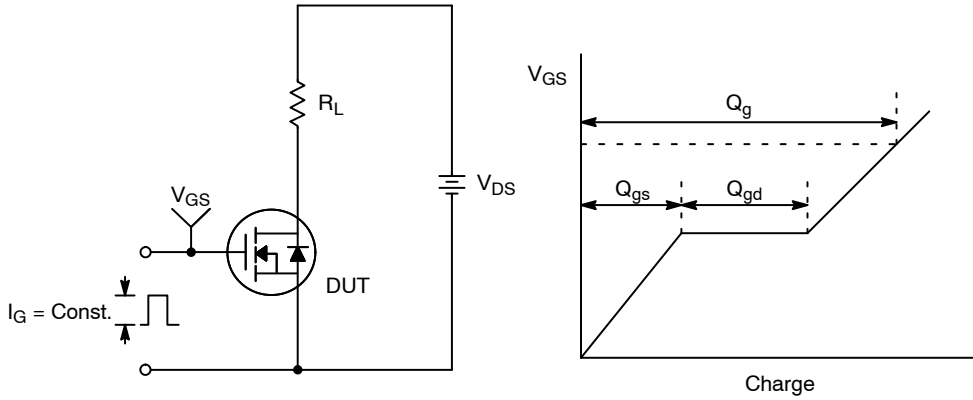 R_L
V_GS
V_DS
DUT
I_G = Const.
V_GS
Q_g
Q_gs
Q_gd
Charge